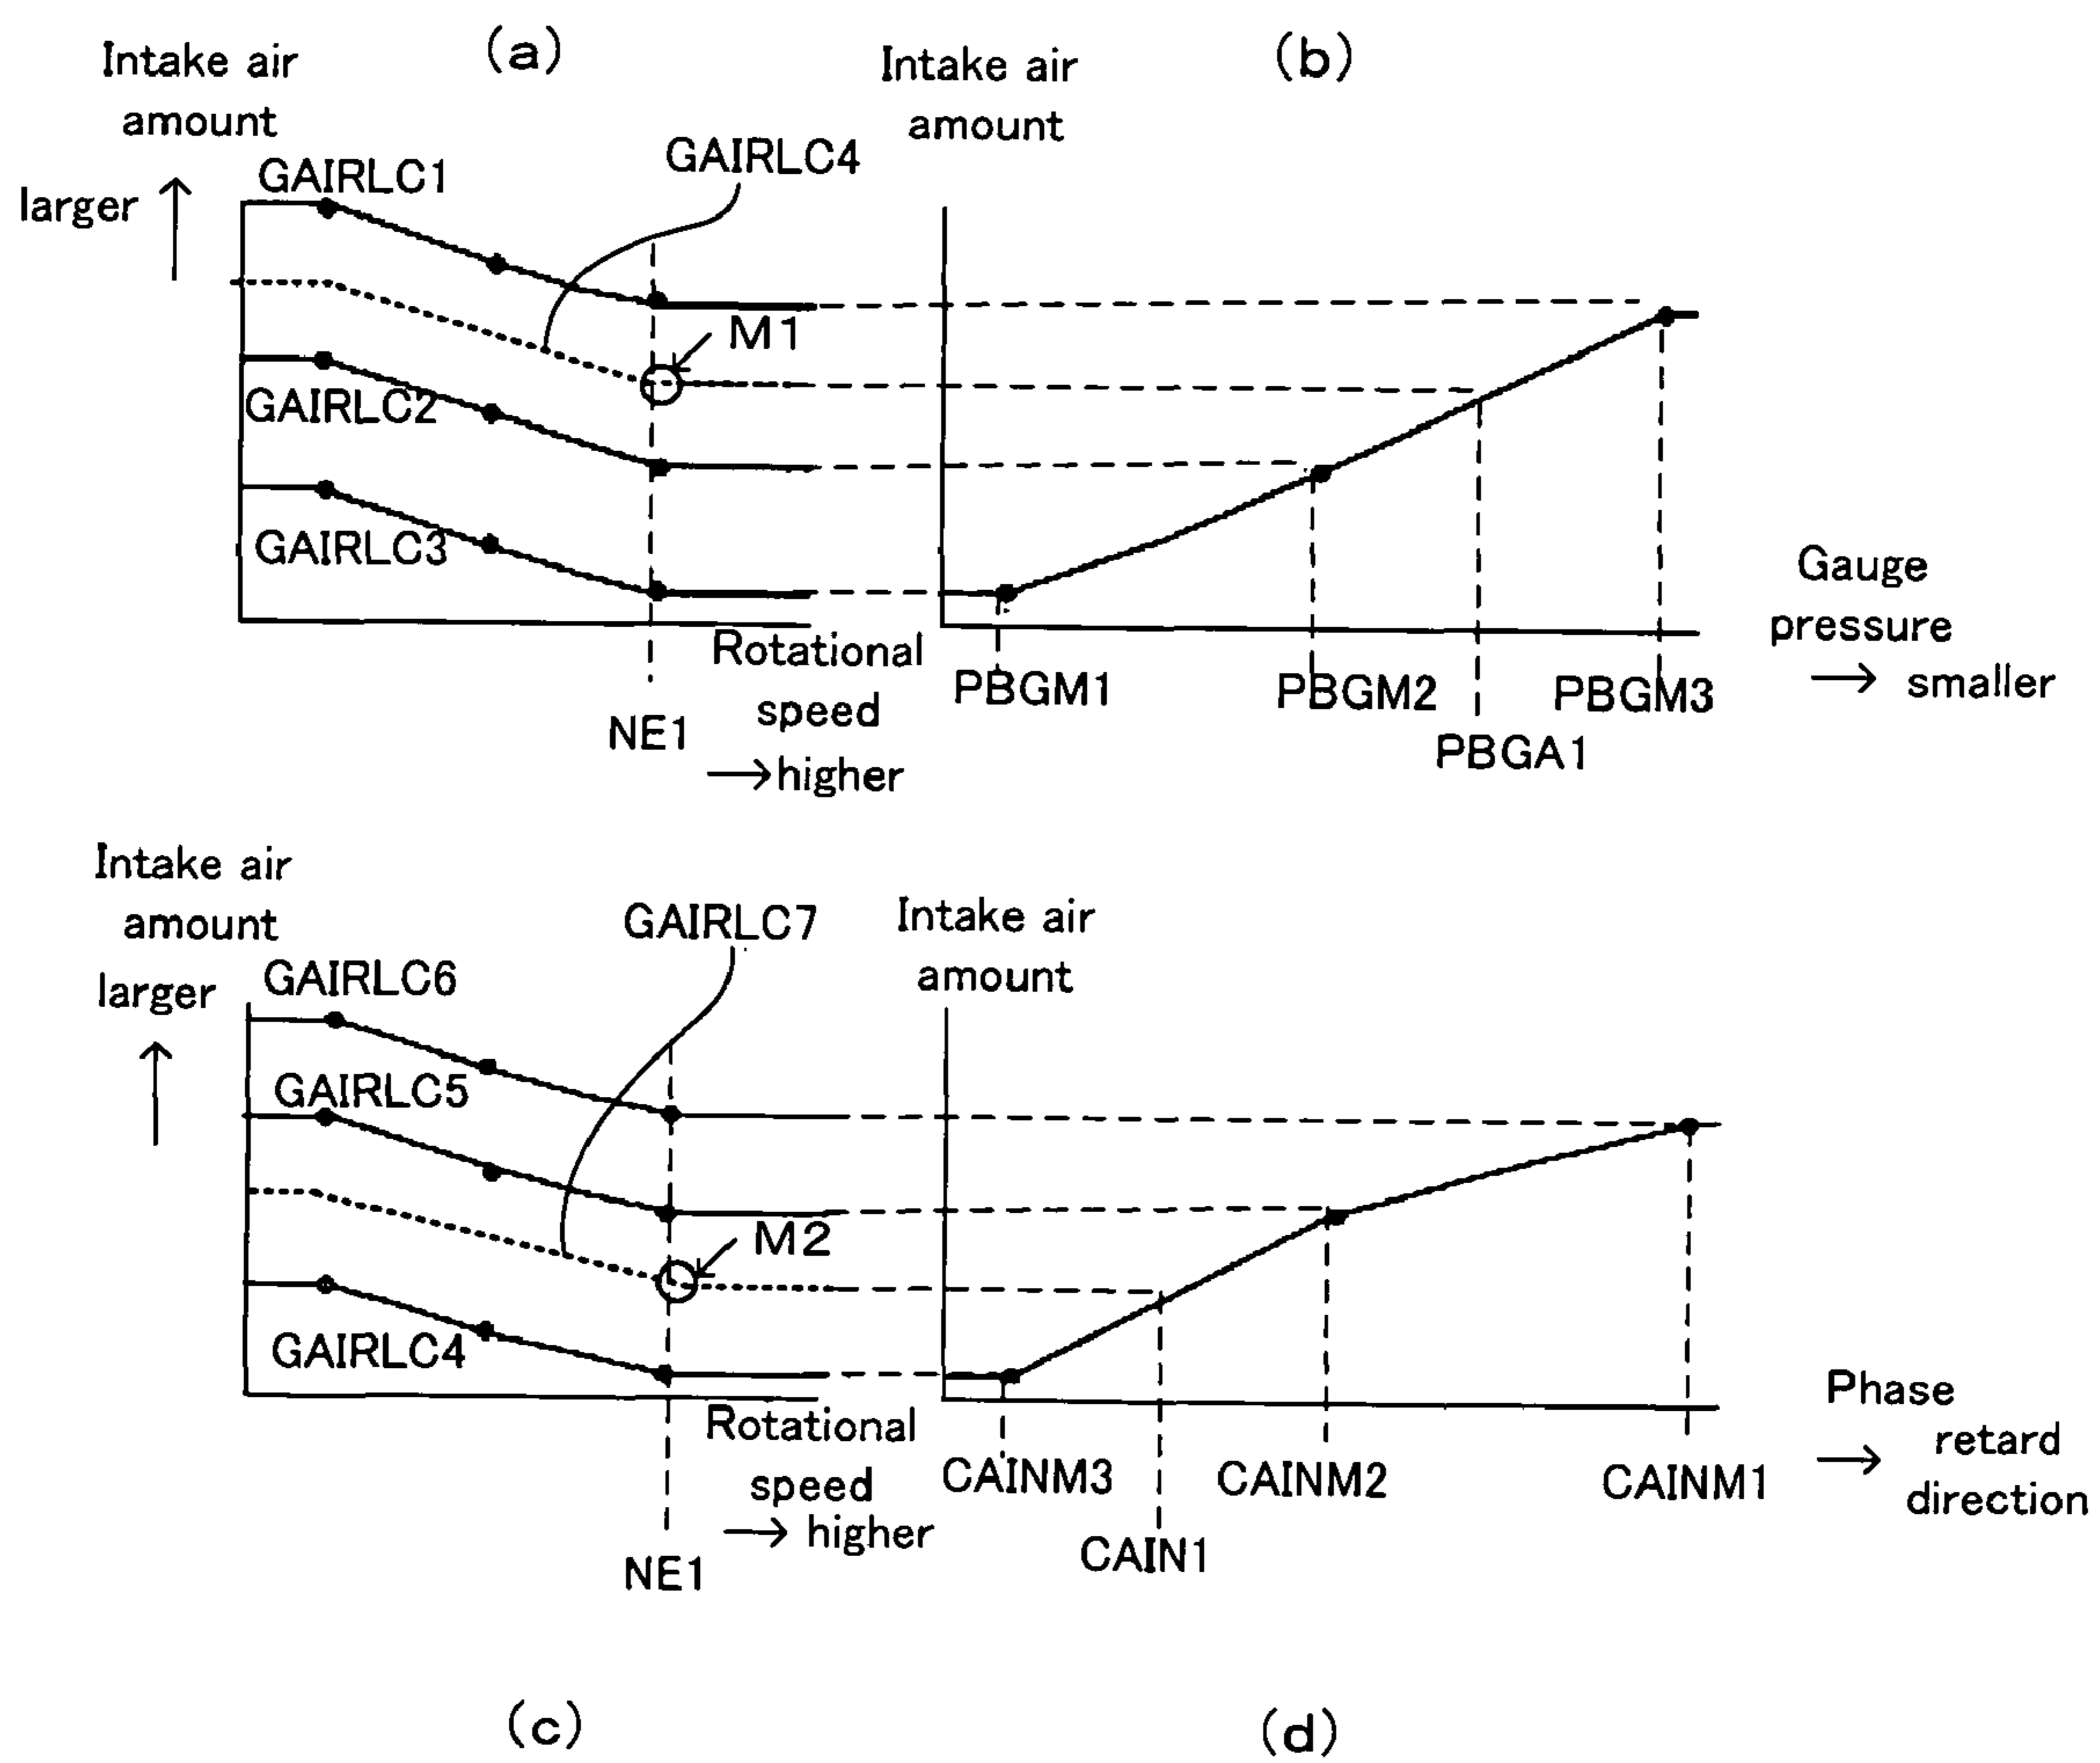 (a)
(b)
Intake air
amount
larger
GAIRLC1
GAIRLC4
M1
GAIRLC2
GAIRLC3
Rotational
speed
→higher
NE1
Intake air
amount
PBGM1
PBGM2
PBGA1
PBGM3
Gauge
pressure
→ smaller
Intake air
amount
larger
GAIRLC6
GAIRLC7
GAIRLC5
M2
GAIRLC4
Rotational
speed
→ higher
NE1
Intake air
amount
CAINM3
CAIN1
CAINM2
CAINM1
Phase
→ retard
direction
(c)
(d)